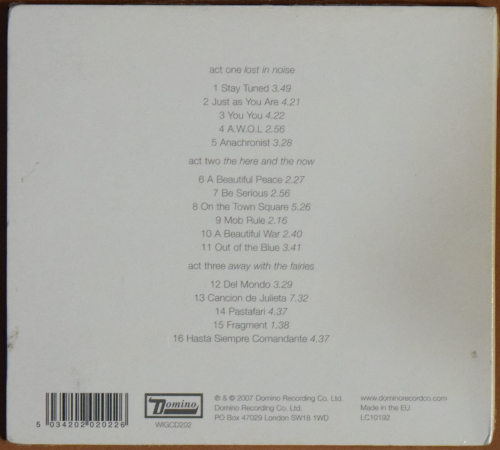 act one lost in noise
1 Stay Tuned 3.49
2 Just as You Are 4.21
3 You You 4.22
4 A.W.O.L 2.56
5 Anachronist 3.28
act two the here and the now
6 A Beautiful Peace 2.27
7 Be Serious 2.56
8 On the Town Square 5.26
9 Mob Rule 2.16
10 A Beautiful War 2.40
11 Out of the Blue 3.41
act three away with the fairies
12 Del Mondo 3.29
13 Cancion de Julieta 7.32
14 Pastafari 4.37
15 Fragment 1.38
16 Hasta Siempre Comandante 4.37
5 034202 020226
Domino
WIGCD202
℗ & © 2007 Domino Recording Co. Ltd.
Domino Recording Co. Ltd.
PO Box 47029 London SW18 1WD
www.dominorecordco.com
Made in the EU
LC10192